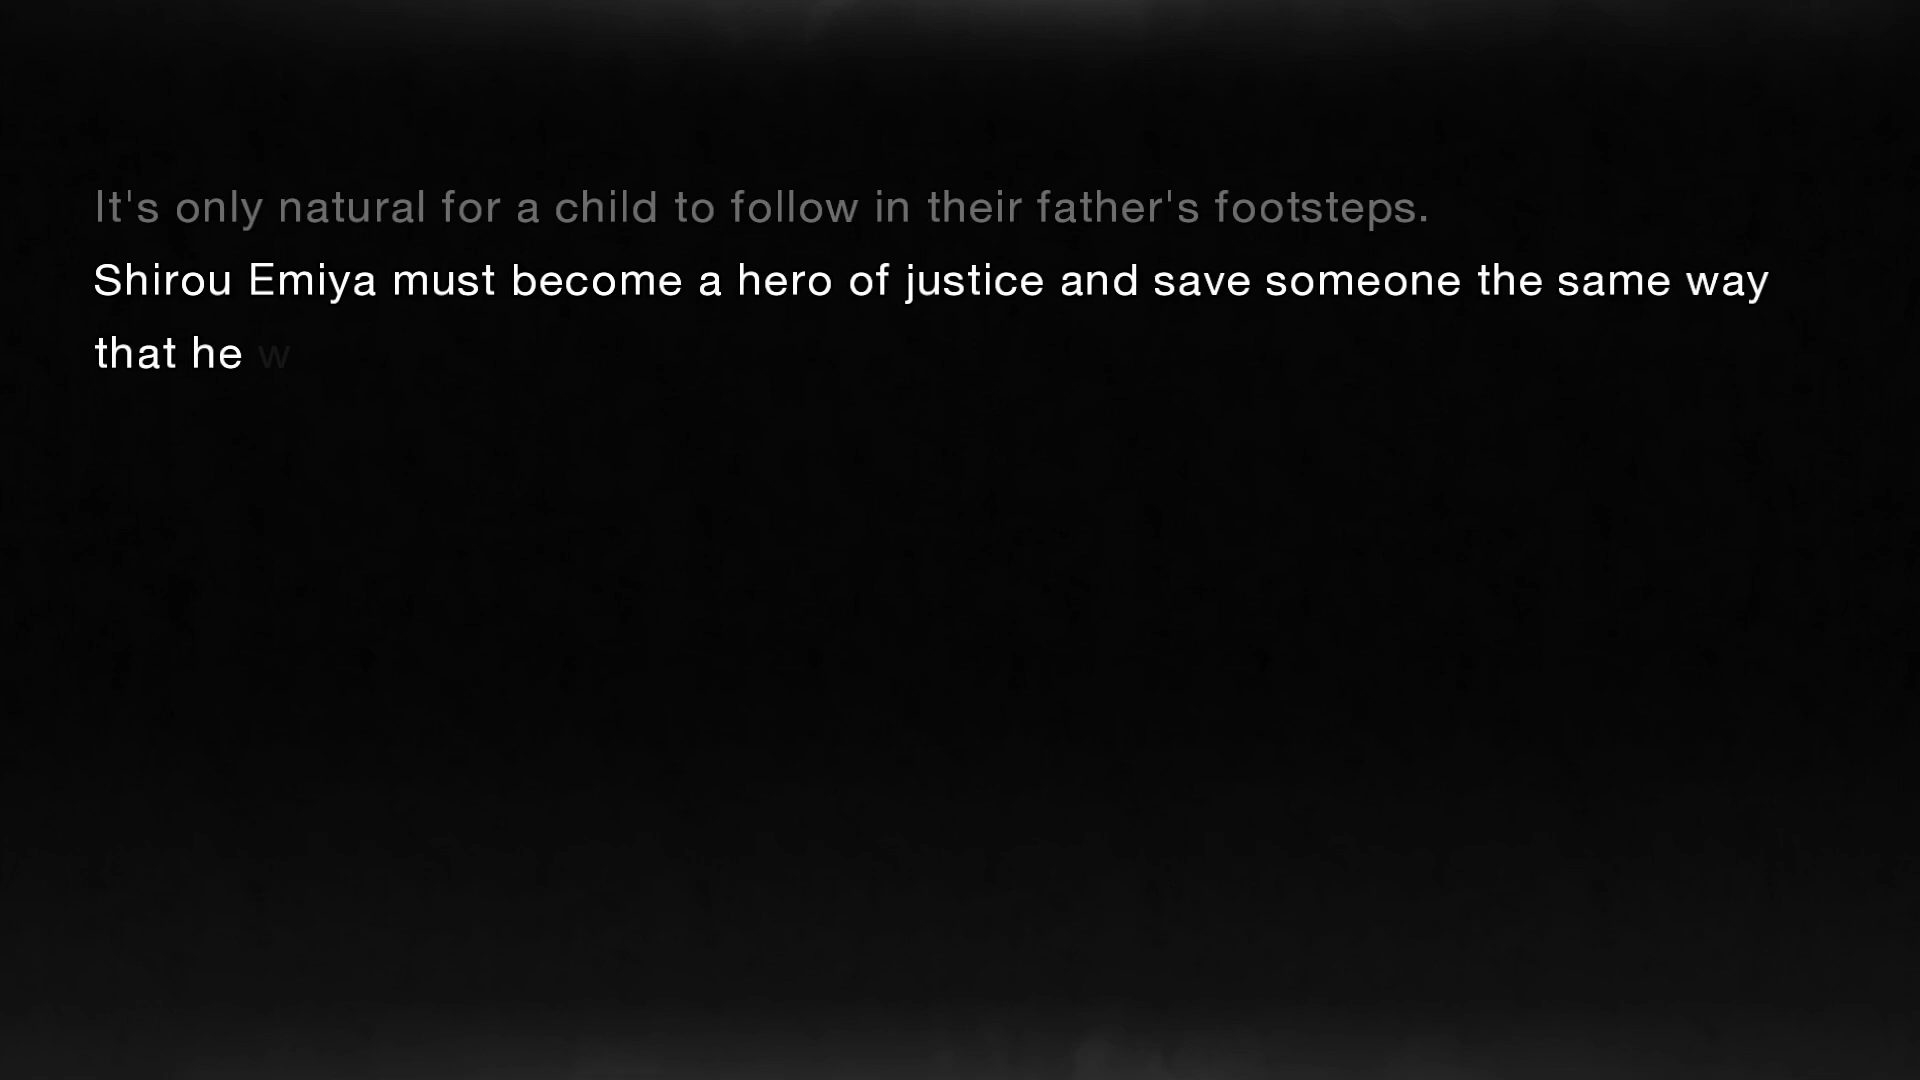 It's only natural for a child to follow in their father's footsteps.
Shirou Emiya must become a hero of justice and save someone the same way
that he w